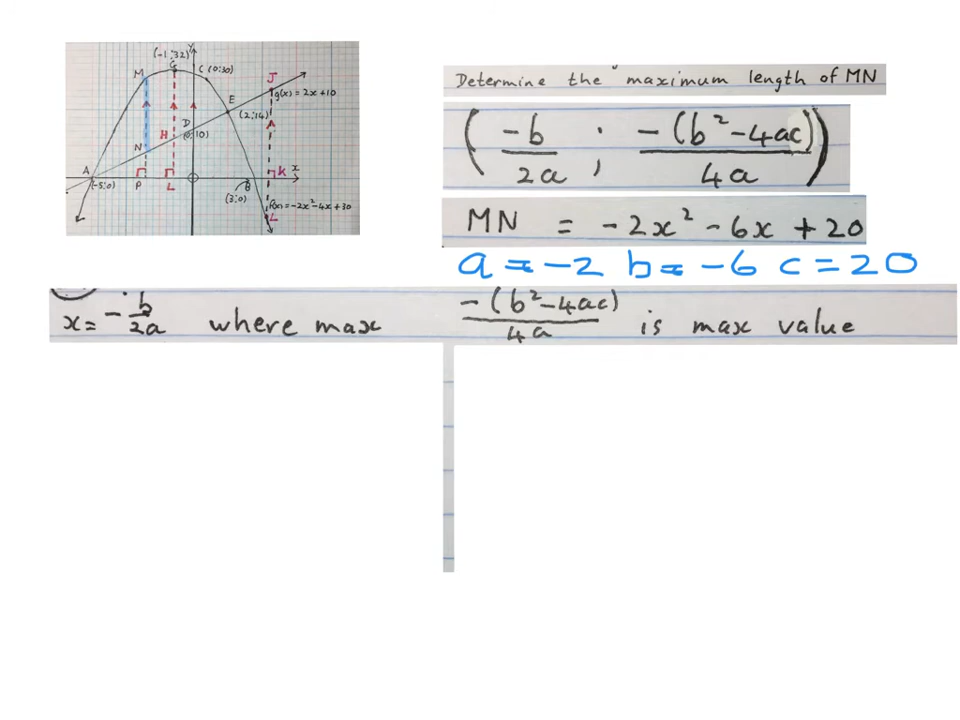 (-1;32) Y
M G C (0;30)
J
g(x) = 2x+10
E
(2;14)
D
H (0;10)
N
A x
(-5;0) P L B K
(3;0) f(x) = -2x²-4x+30
L
Determine the maximum length of MN
( -b/2a ; -(b²-4ac)/4a )
MN = -2x² - 6x + 20
a = -2 b = -6 c = 20
x = -b/2a where max -(b²-4ac)/4a is max value